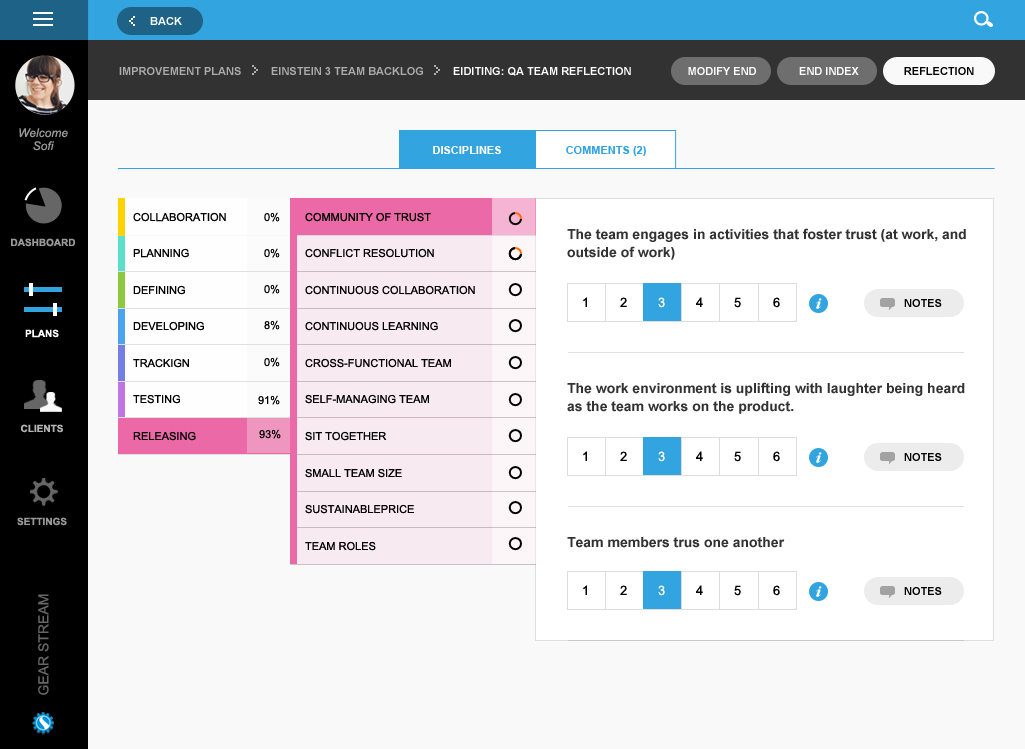 BACK
IMPROVEMENT PLANS
EINSTEIN 3 TEAM BACKLOG
EIDITING: QA TEAM REFLECTION
MODIFY END
END INDEX
REFLECTION
Welcome
Sofi
DASHBOARD
PLANS
CLIENTS
SETTINGS
GEAR STREAM
DISCIPLINES
COMMENTS (2)
COLLABORATION 0%
PLANNING 0%
DEFINING 0%
DEVELOPING 8%
TRACKIGN 0%
TESTING 91%
RELEASING 93%
COMMUNITY OF TRUST
CONFLICT RESOLUTION
CONTINUOUS COLLABORATION
CONTINUOUS LEARNING
CROSS-FUNCTIONAL TEAM
SELF-MANAGING TEAM
SIT TOGETHER
SMALL TEAM SIZE
SUSTAINABLEPRICE
TEAM ROLES
The team engages in activities that foster trust (at work, and
outside of work)
1 2 3 4 5 6 i NOTES
The work environment is uplifting with laughter being heard
as the team works on the product.
1 2 3 4 5 6 i NOTES
Team members trus one another
1 2 3 4 5 6 i NOTES